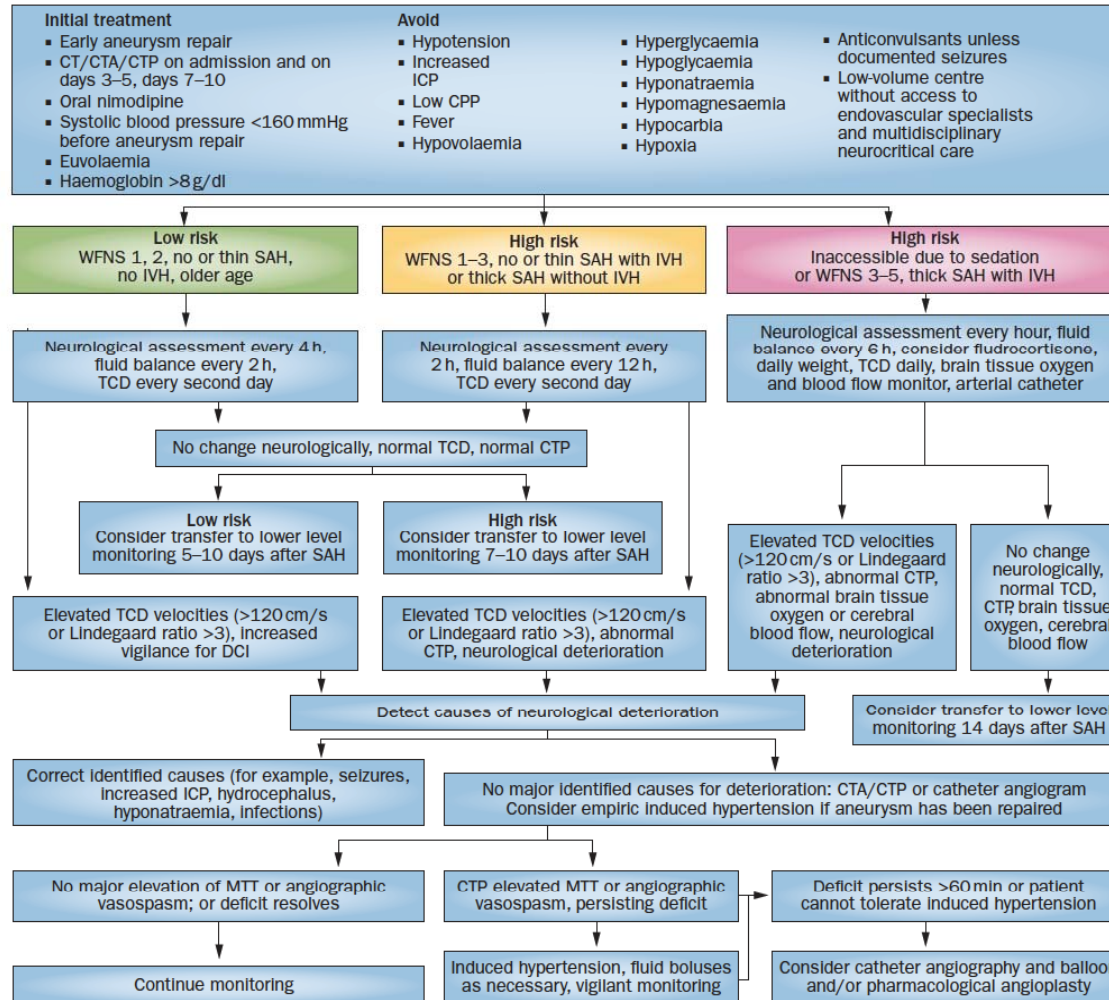 Initial treatment
▪ Early aneurysm repair
▪ CT/CTA/CTP on admission and on
days 3–5, days 7–10
▪ Oral nimodipine
▪ Systolic blood pressure <160 mmHg
before aneurysm repair
▪ Euvolaemia
▪ Haemoglobin >8 g/dl
Avoid
▪ Hypotension
▪ Increased
ICP
▪ Low CPP
▪ Fever
▪ Hypovolaemia
▪ Hyperglycaemia
▪ Hypoglycaemia
▪ Hyponatraemia
▪ Hypomagnesaemia
▪ Hypocarbia
▪ Hypoxia
▪ Anticonvulsants unless
documented seizures
▪ Low-volume centre
without access to
endovascular specialists
and multidisciplinary
neurocritical care
Low risk
WFNS 1, 2, no or thin SAH,
no IVH, older age
High risk
WFNS 1–3, no or thin SAH with IVH
or thick SAH without IVH
High risk
Inaccessible due to sedation
or WFNS 3–5, thick SAH with IVH
Neurological assessment every 4 h,
fluid balance every 2 h,
TCD every second day
Neurological assessment every
2 h, fluid balance every 12 h,
TCD every second day
Neurological assessment every hour, fluid
balance every 6 h, consider fludrocortisone,
daily weight, TCD daily, brain tissue oxygen
and blood flow monitor, arterial catheter
No change neurologically, normal TCD, normal CTP
Low risk
Consider transfer to lower level
monitoring 5–10 days after SAH
High risk
Consider transfer to lower level
monitoring 7–10 days after SAH
Elevated TCD velocities (>120 cm/s
or Lindegaard ratio >3), increased
vigilance for DCI
Elevated TCD velocities (>120 cm/s
or Lindegaard ratio >3), abnormal
CTP, neurological deterioration
Elevated TCD velocities
(>120 cm/s or Lindegaard
ratio >3), abnormal CTP,
abnormal brain tissue
oxygen or cerebral
blood flow, neurological
deterioration
No change
neurologically,
normal TCD,
CTP, brain tissue
oxygen, cerebral
blood flow
Detect causes of neurological deterioration
Consider transfer to lower level
monitoring 14 days after SAH
Correct identified causes (for example, seizures,
increased ICP, hydrocephalus,
hyponatraemia, infections)
No major identified causes for deterioration: CTA/CTP or catheter angiogram
Consider empiric induced hypertension if aneurysm has been repaired
No major elevation of MTT or angiographic
vasospasm; or deficit resolves
CTP elevated MTT or angiographic
vasospasm, persisting deficit
Deficit persists >60 min or patient
cannot tolerate induced hypertension
Continue monitoring
Induced hypertension, fluid boluses
as necessary, vigilant monitoring
Consider catheter angiography and balloo
and/or pharmacological angioplasty